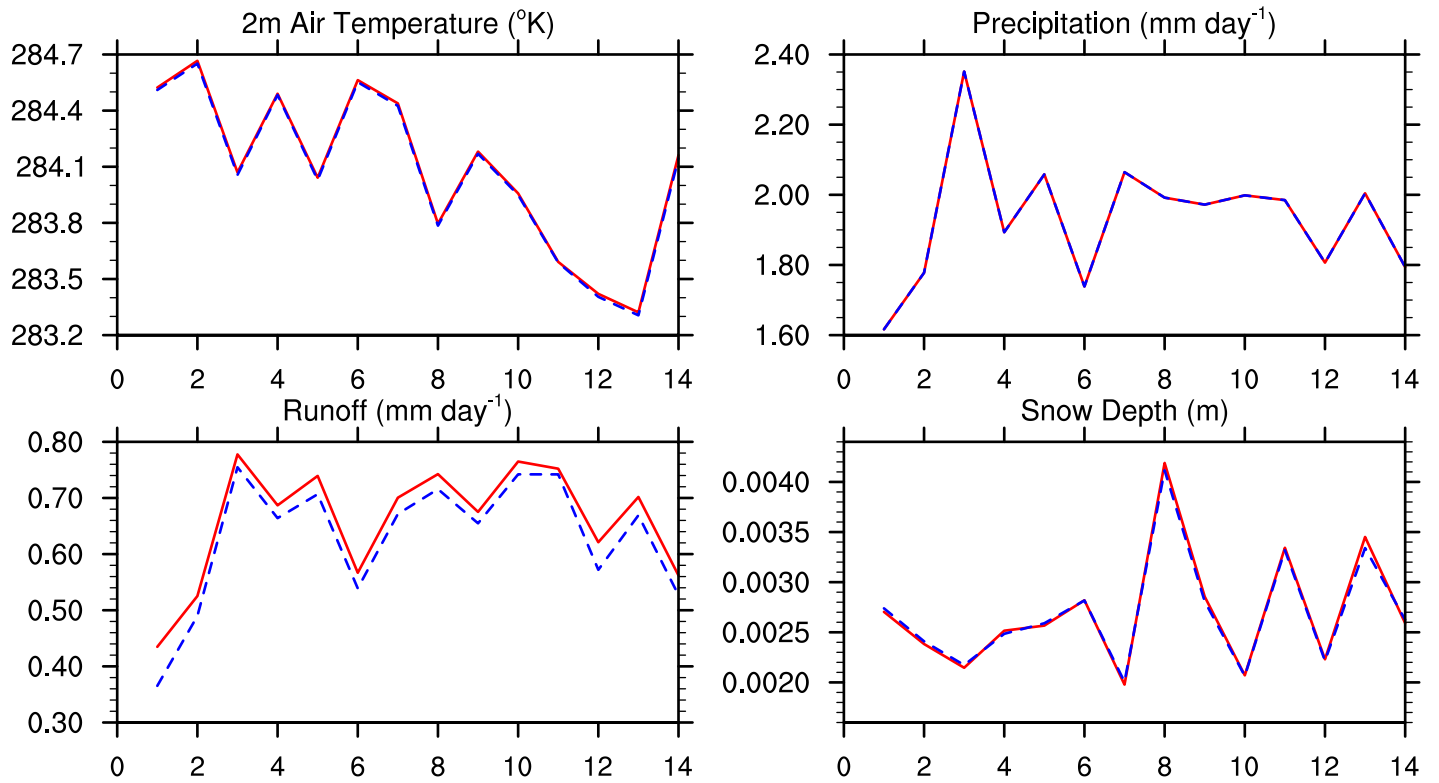 2m Air Temperature (°K)
284.7
284.4
284.1
283.8
283.5
283.2
0 2 4 6 8 10 12 14
Precipitation (mm day⁻¹)
2.40
2.20
2.00
1.80
1.60
0 2 4 6 8 10 12 14
Runoff (mm day⁻¹)
0.80
0.70
0.60
0.50
0.40
0.30
0 2 4 6 8 10 12 14
Snow Depth (m)
0.0040
0.0035
0.0030
0.0025
0.0020
0 2 4 6 8 10 12 14